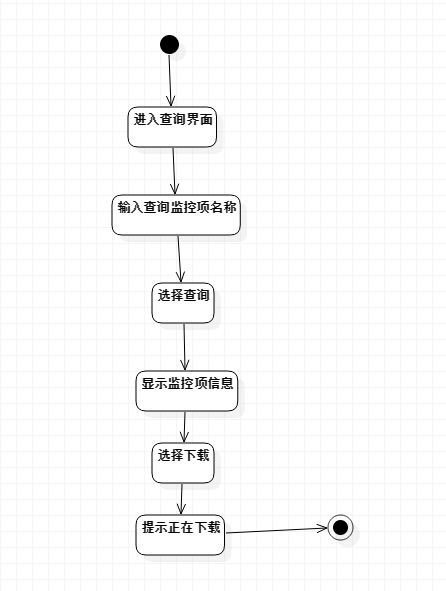 进入查询界面
输入查询监控项名称
选择查询
显示监控项信息
选择下载
提示正在下载